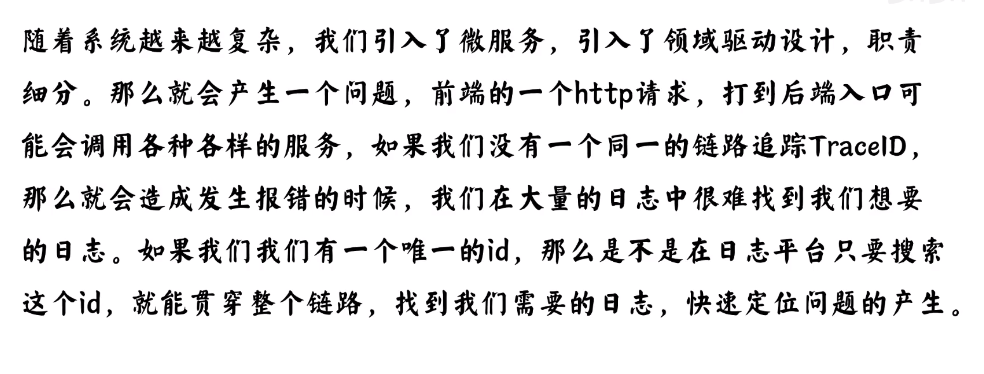 随着系统越来越复杂，我们引入了微服务，引入了领域驱动设计，职责
细分。那么就会产生一个问题，前端的一个http请求，打到后端入口可
能会调用各种各样的服务，如果我们没有一个同一的链路追踪TraceID，
那么就会造成发生报错的时候，我们在大量的日志中很难找到我们想要
的日志。如果我们我们有一个唯一的id，那么是不是在日志平台只要搜索
这个id，就能贯穿整个链路，找到我们需要的日志，快速定位问题的产生。